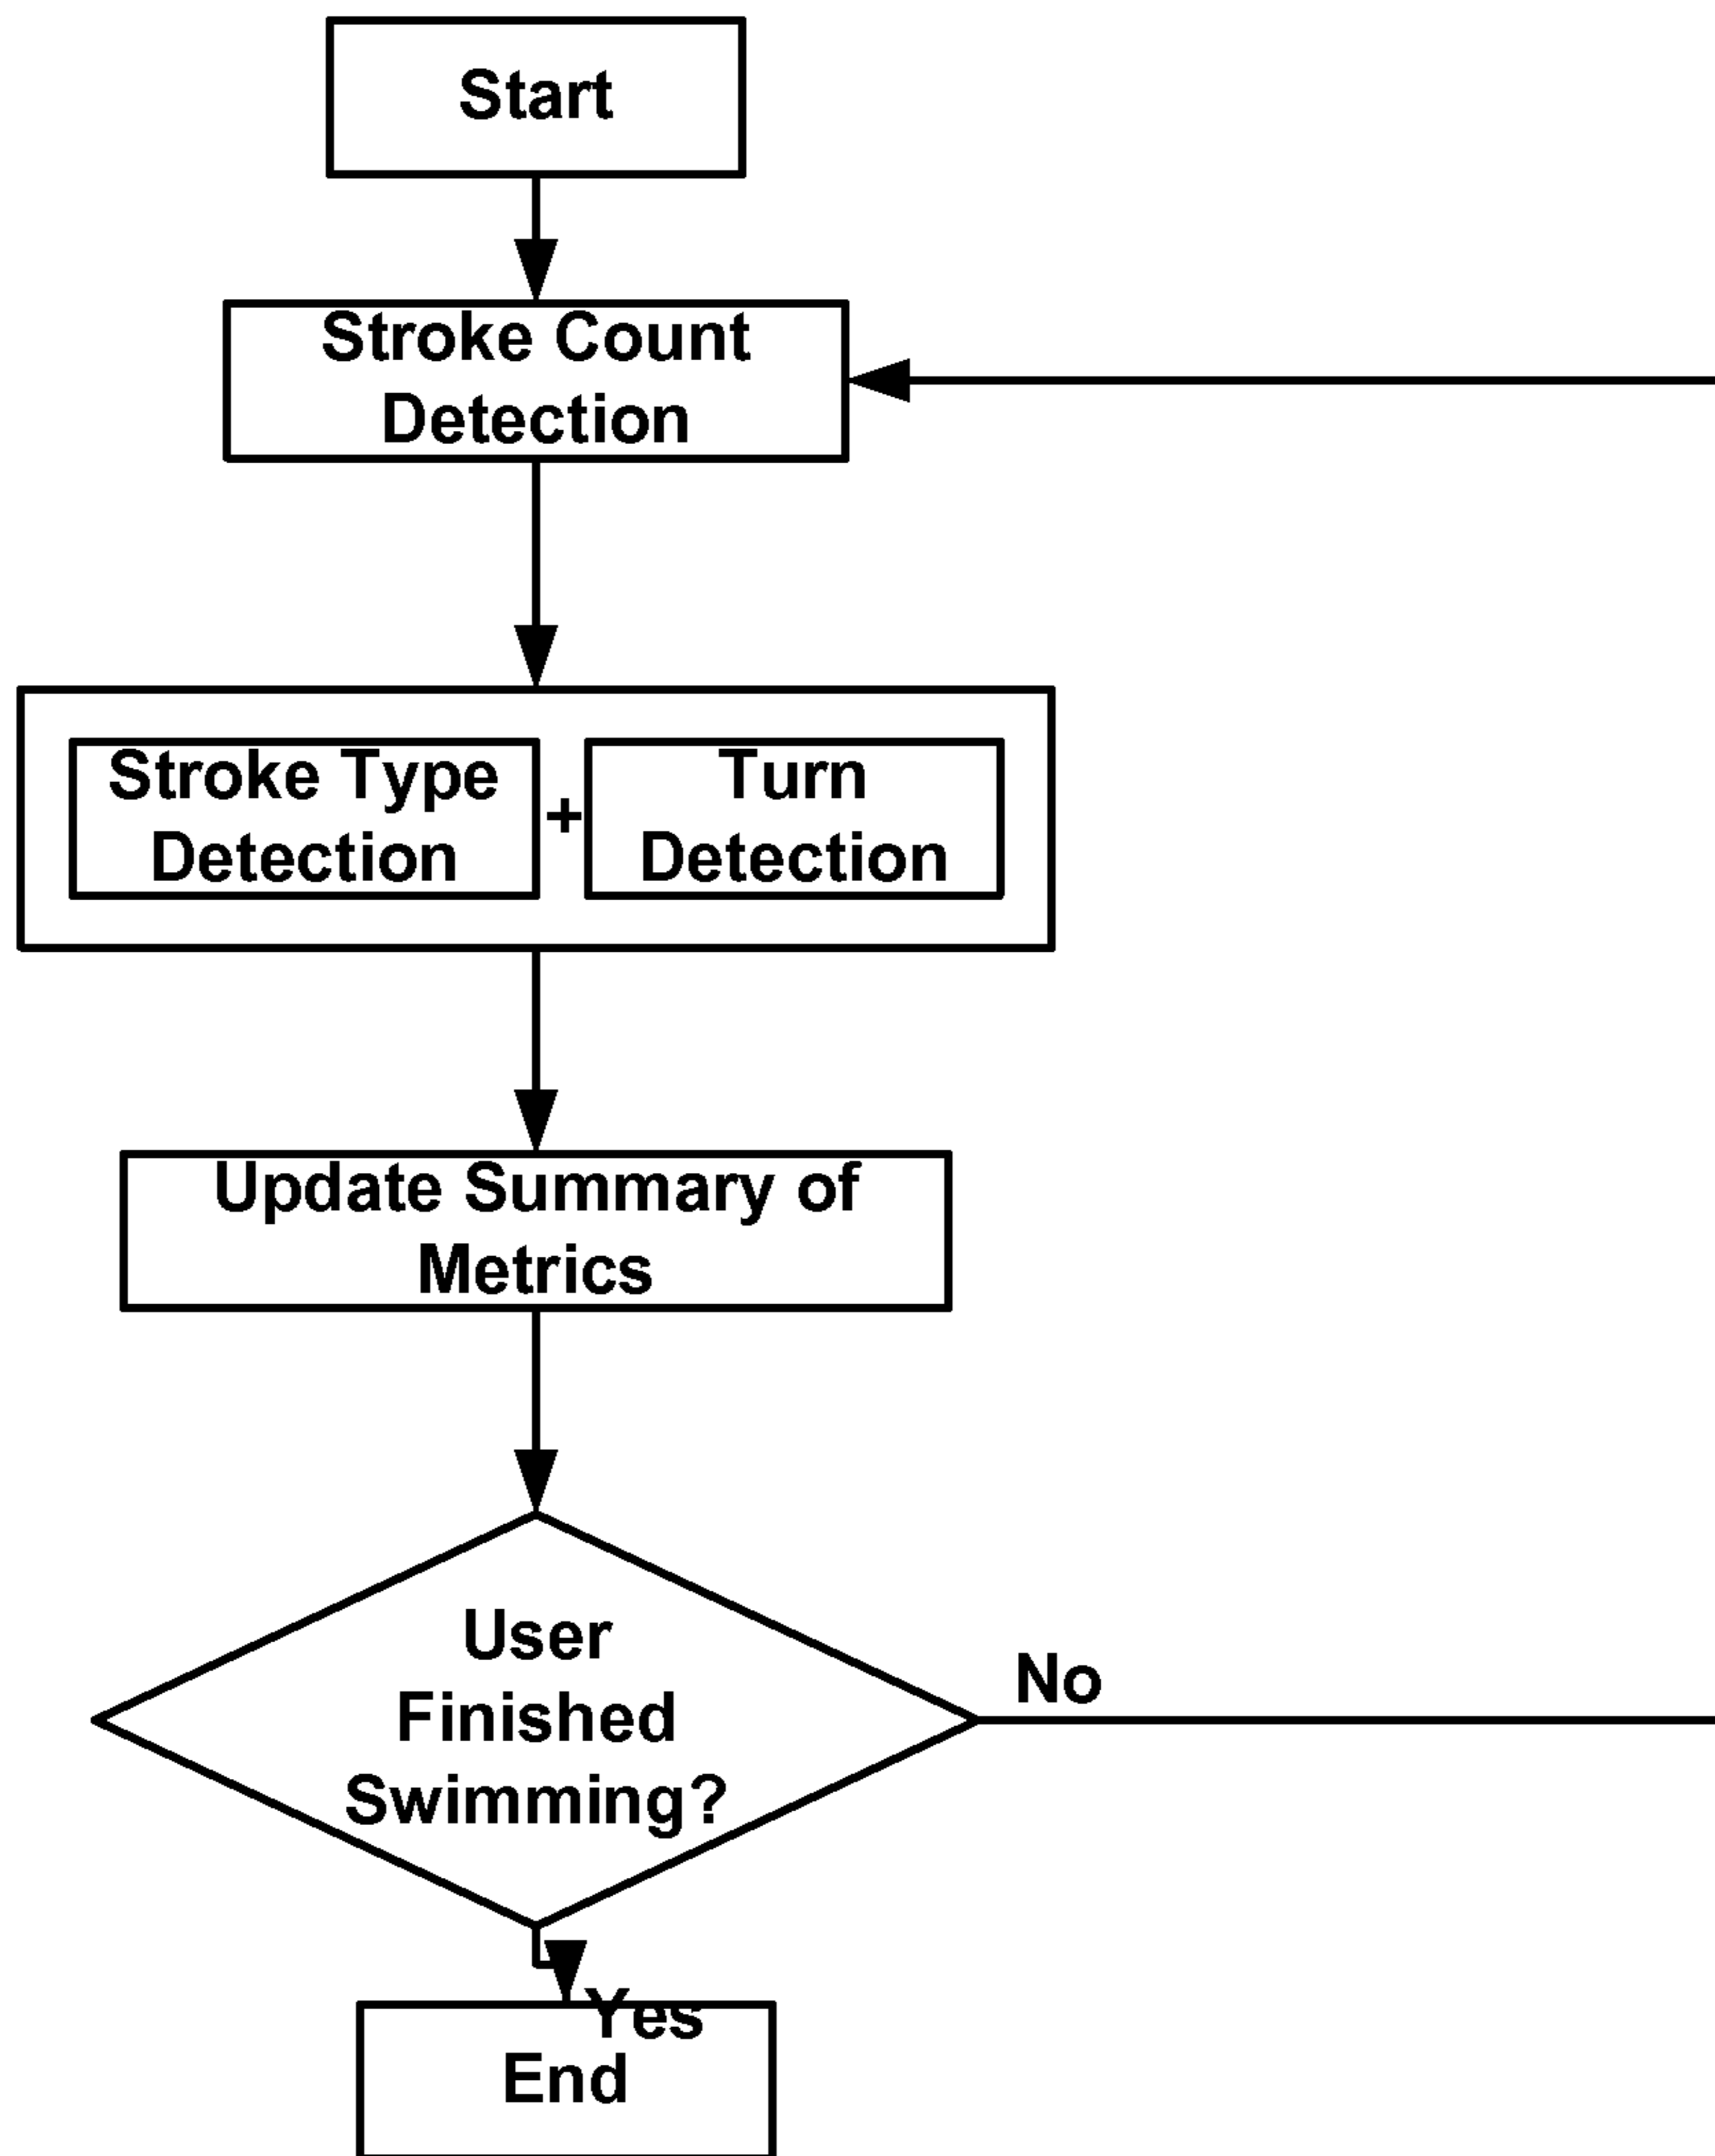 Start
Stroke Count
Detection
Stroke Type
Detection
+
Turn
Detection
Update Summary of
Metrics
User
Finished
Swimming?
No
Yes
End